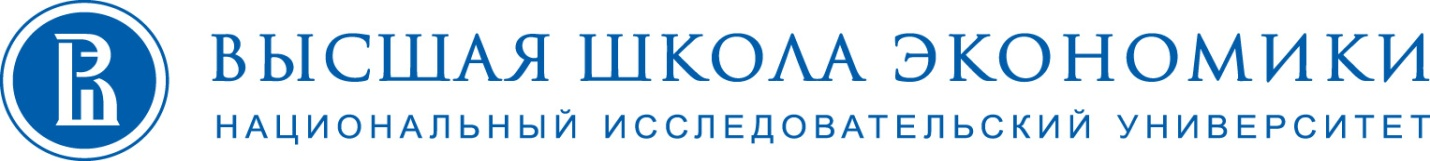 ВЫСШАЯ ШКОЛА ЭКОНОМИКИ
НАЦИОНАЛЬНЫЙ ИССЛЕДОВАТЕЛЬСКИЙ УНИВЕРСИТЕТ